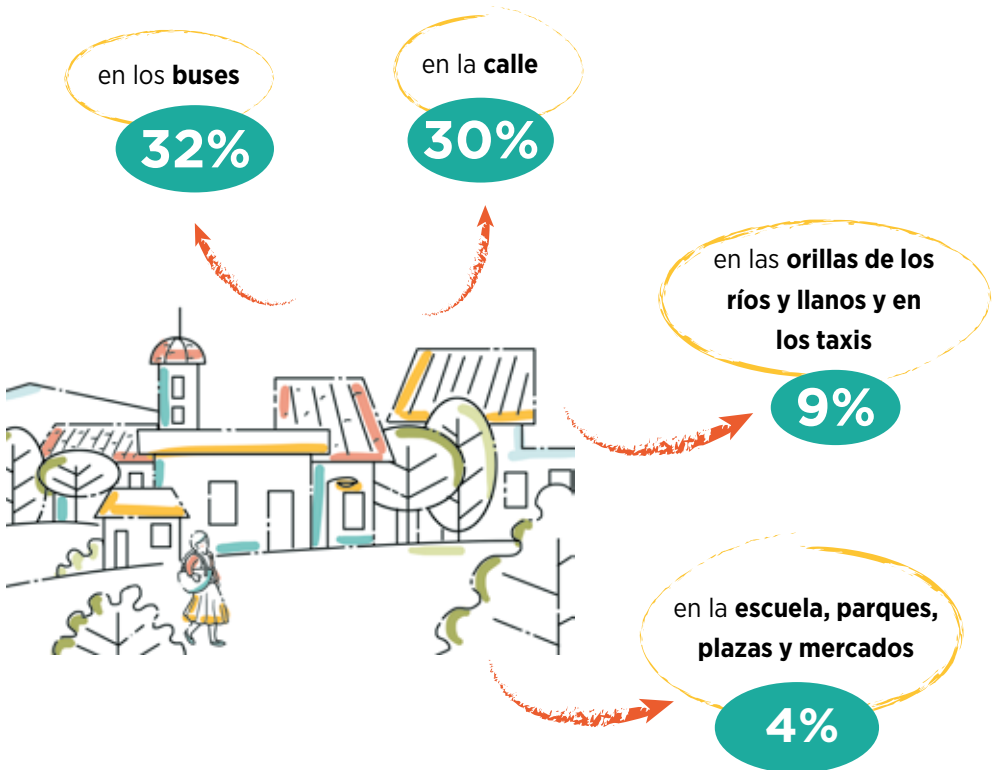 en los buses
32%
en la calle
30%
en las orillas de los
ríos y llanos y en
los taxis
9%
en la escuela, parques,
plazas y mercados
4%